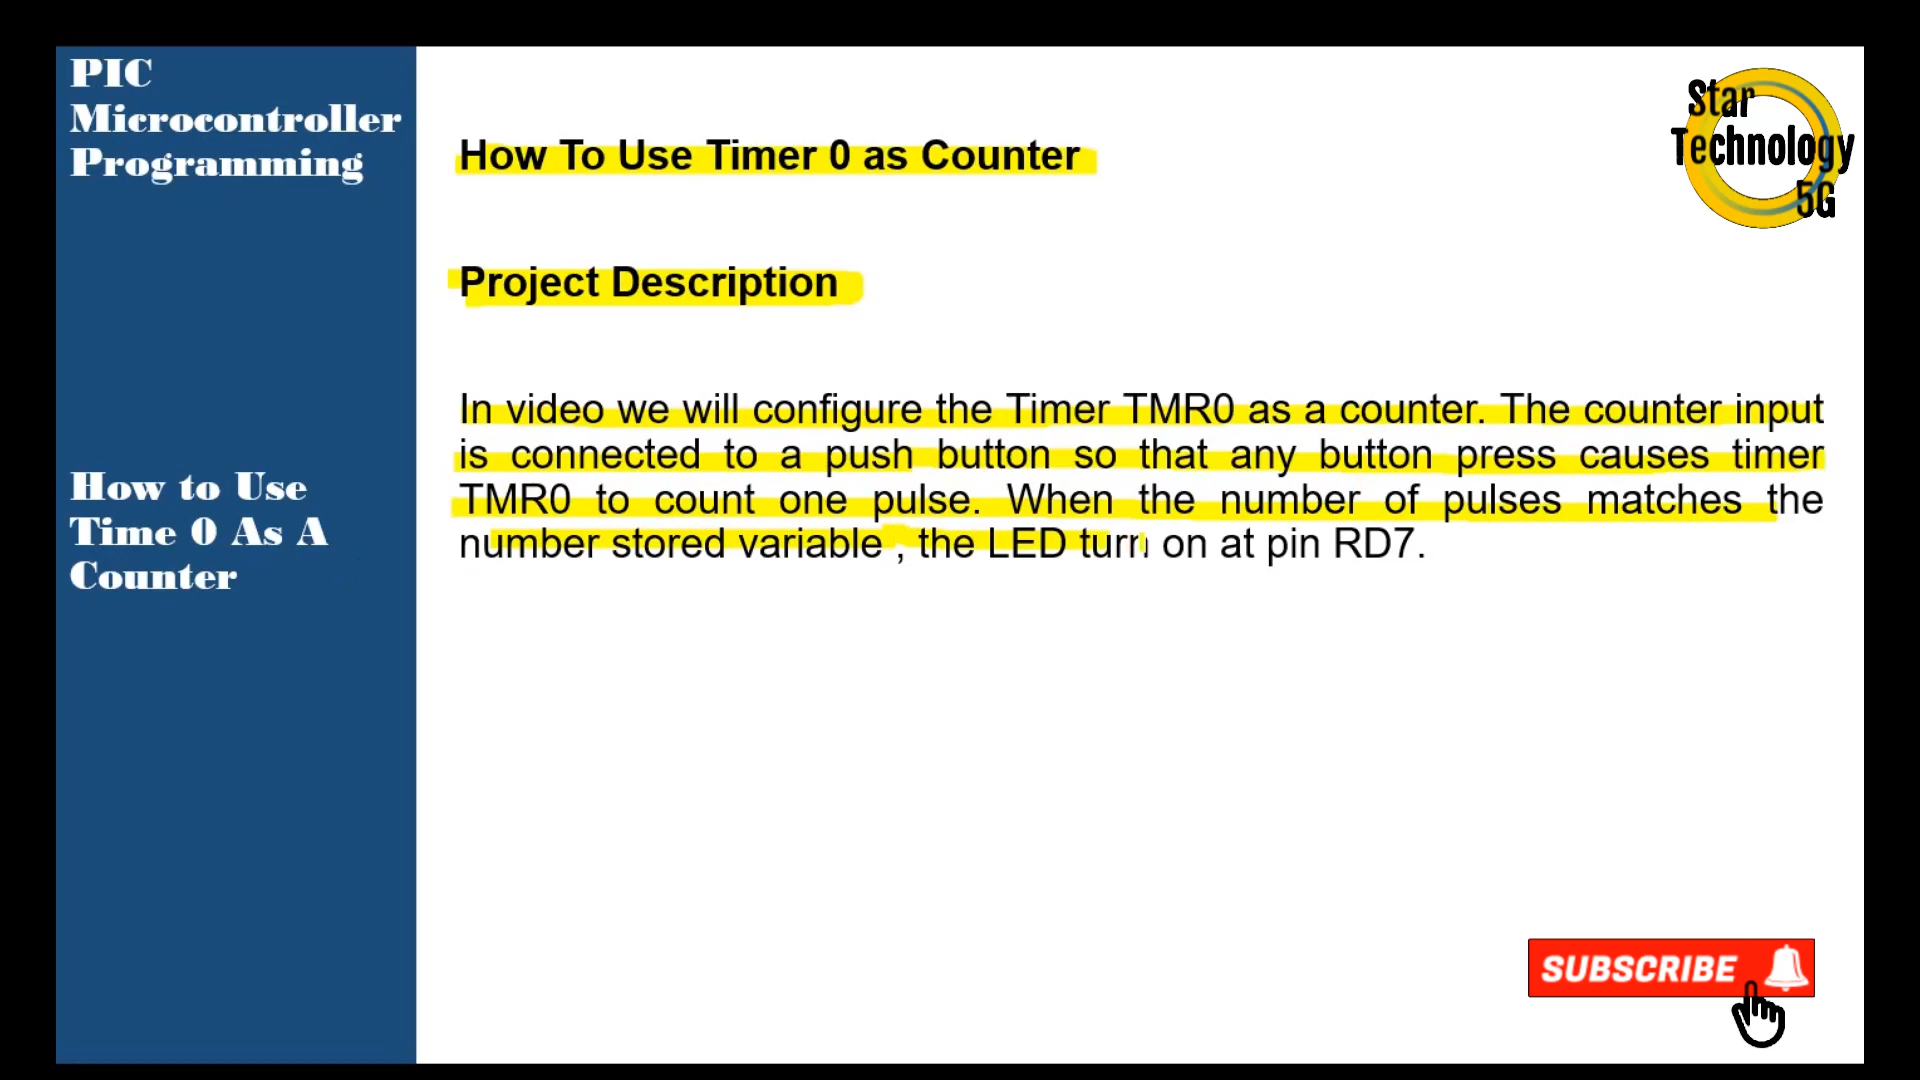 PIC
Microcontroller
Programming
How to Use
Time 0 As A
Counter
How To Use Timer 0 as Counter
Project Description
In video we will configure the Timer TMR0 as a counter. The counter input
is connected to a push button so that any button press causes timer
TMR0 to count one pulse. When the number of pulses matches the
number stored variable , the LED turn on at pin RD7.
Star
Technology
5G
SUBSCRIBE